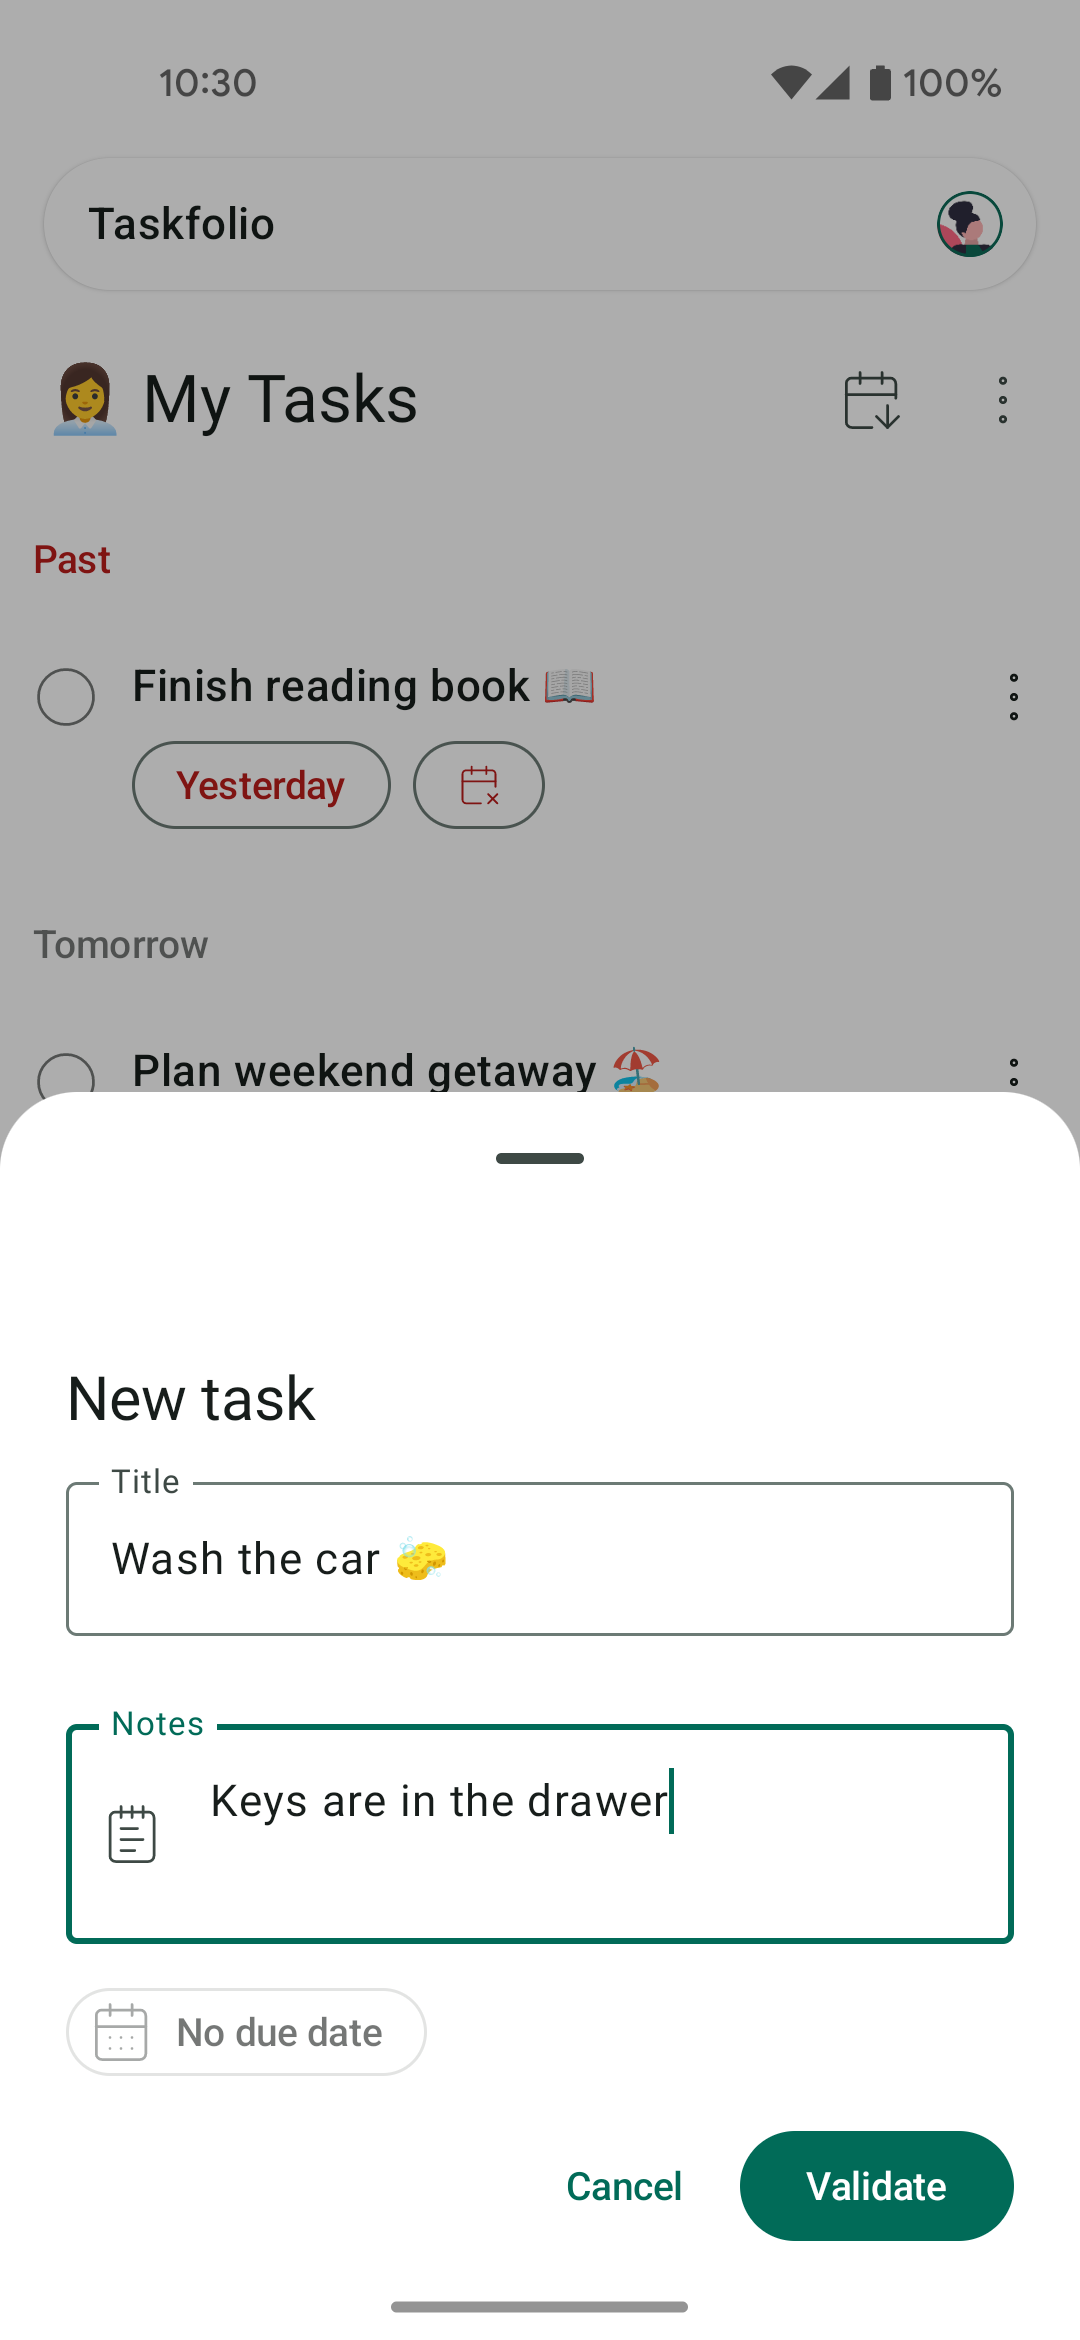 10:30
100%
Taskfolio
👩‍💼 My Tasks
Past
Finish reading book 📖
Yesterday
Tomorrow
Plan weekend getaway 🏖️
New task
Title
Wash the car 🧽
Notes
Keys are in the drawer
No due date
Cancel
Validate